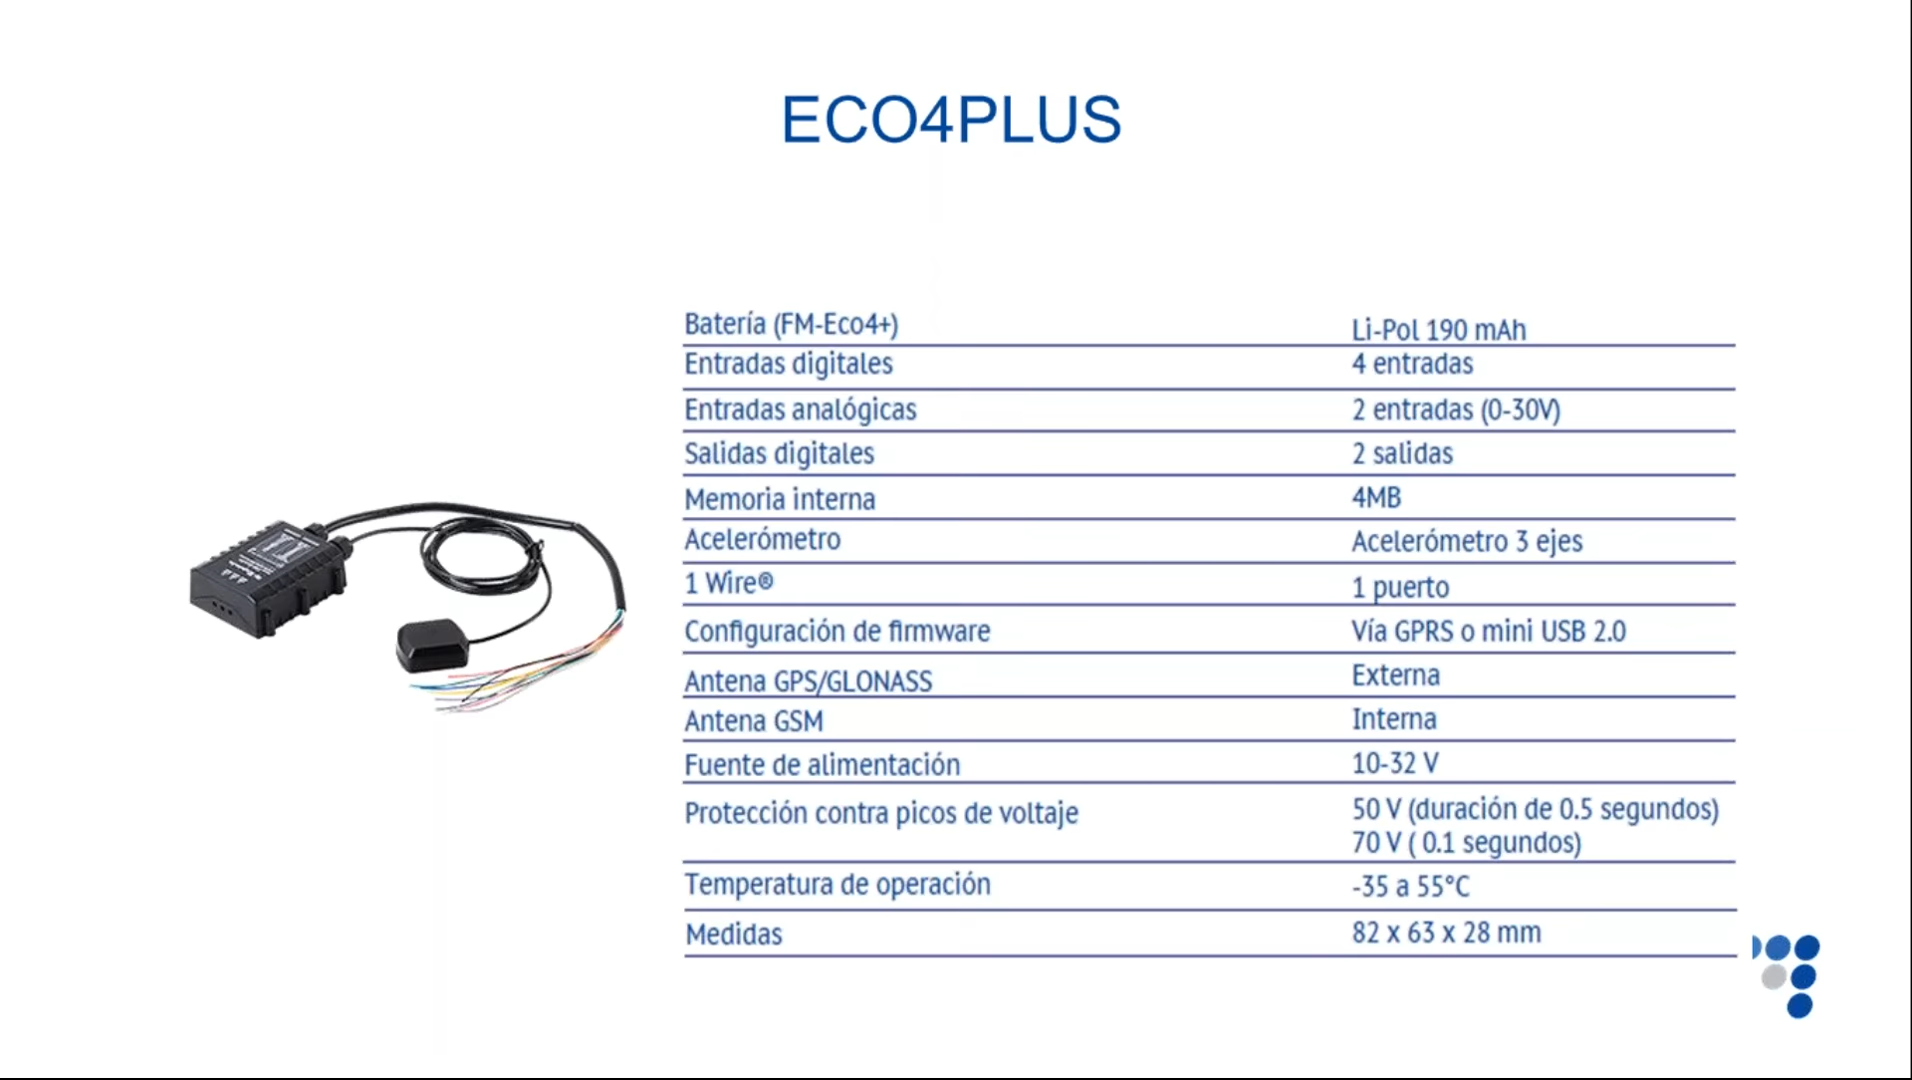 ECO4PLUS
Batería (FM-Eco4+) Li-Pol 190 mAh
Entradas digitales 4 entradas
Entradas analógicas 2 entradas (0-30V)
Salidas digitales 2 salidas
Memoria interna 4MB
Acelerómetro Acelerómetro 3 ejes
1 Wire® 1 puerto
Configuración de firmware Vía GPRS o mini USB 2.0
Antena GPS/GLONASS Externa
Antena GSM Interna
Fuente de alimentación 10-32 V
Protección contra picos de voltaje 50 V (duración de 0.5 segundos)
70 V ( 0.1 segundos)
Temperatura de operación -35 a 55°C
Medidas 82 x 63 x 28 mm